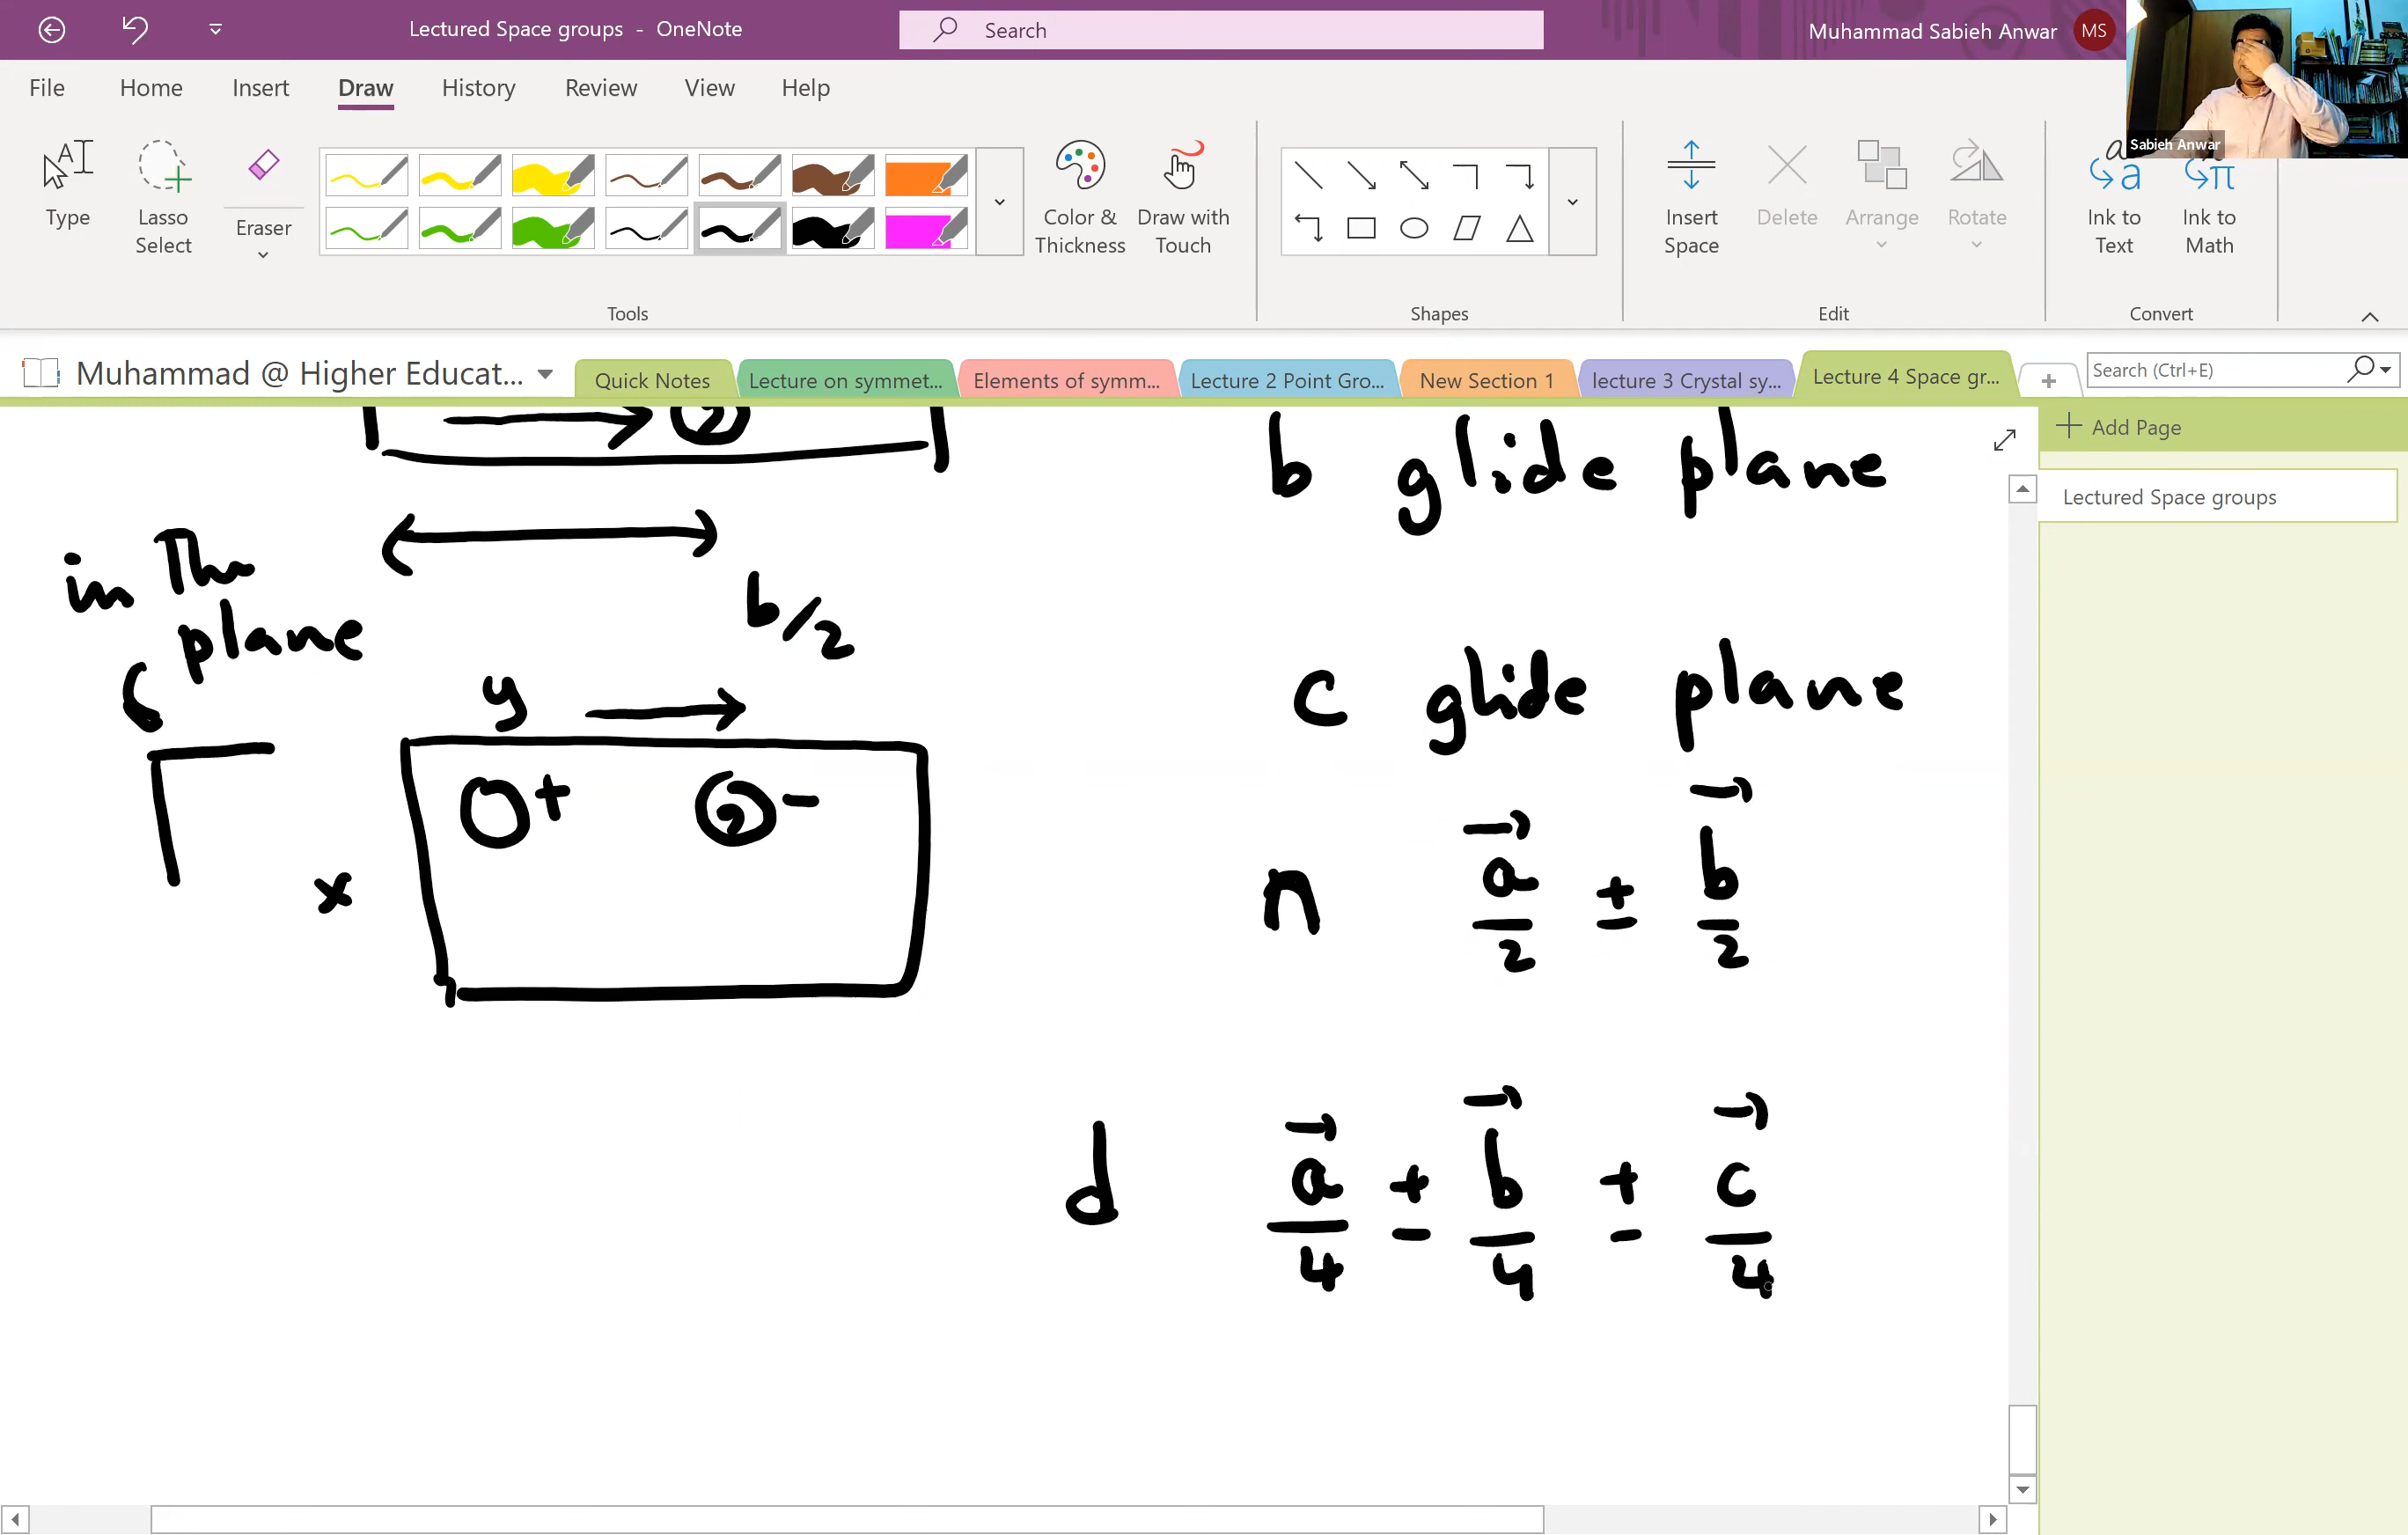 Lectured Space groups - OneNote
Search
Muhammad Sabieh Anwar
MS
Sabieh Anwar
File Home Insert Draw History Review View Help
Type
Lasso Select
Eraser
Color & Thickness
Draw with Touch
Insert Space
Delete
Arrange
Rotate
Ink to Text
Ink to Math
Tools
Shapes
Edit
Convert
Muhammad @ Higher Educat...
Quick Notes
Lecture on symmet...
Elements of symm...
Lecture 2 Point Gro...
New Section 1
lecture 3 Crystal sy...
Lecture 4 Space gr...
Search (Ctrl+E)
Add Page
Lectured Space groups
b glide plane
in the
plane
b/2
y
c glide plane
+ , -
x
n a/2 ± b/2
d a/4 ± b/4 ± c/4